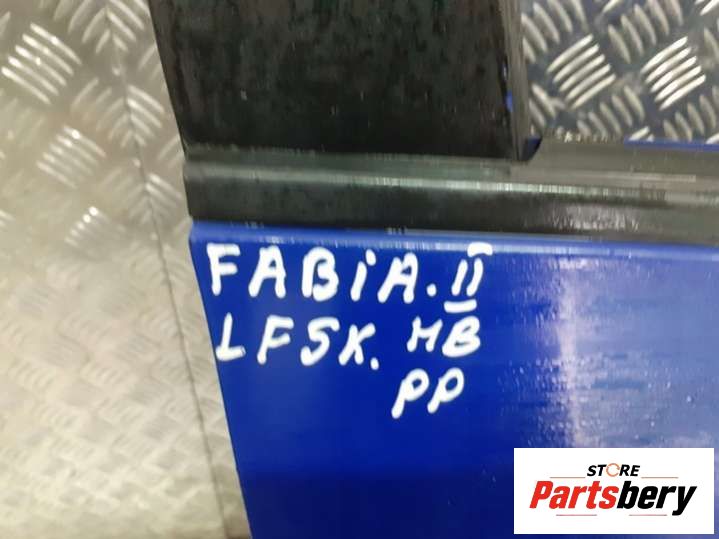 FABiA. II
LF5K. HB
PP
STORE
Partsbery